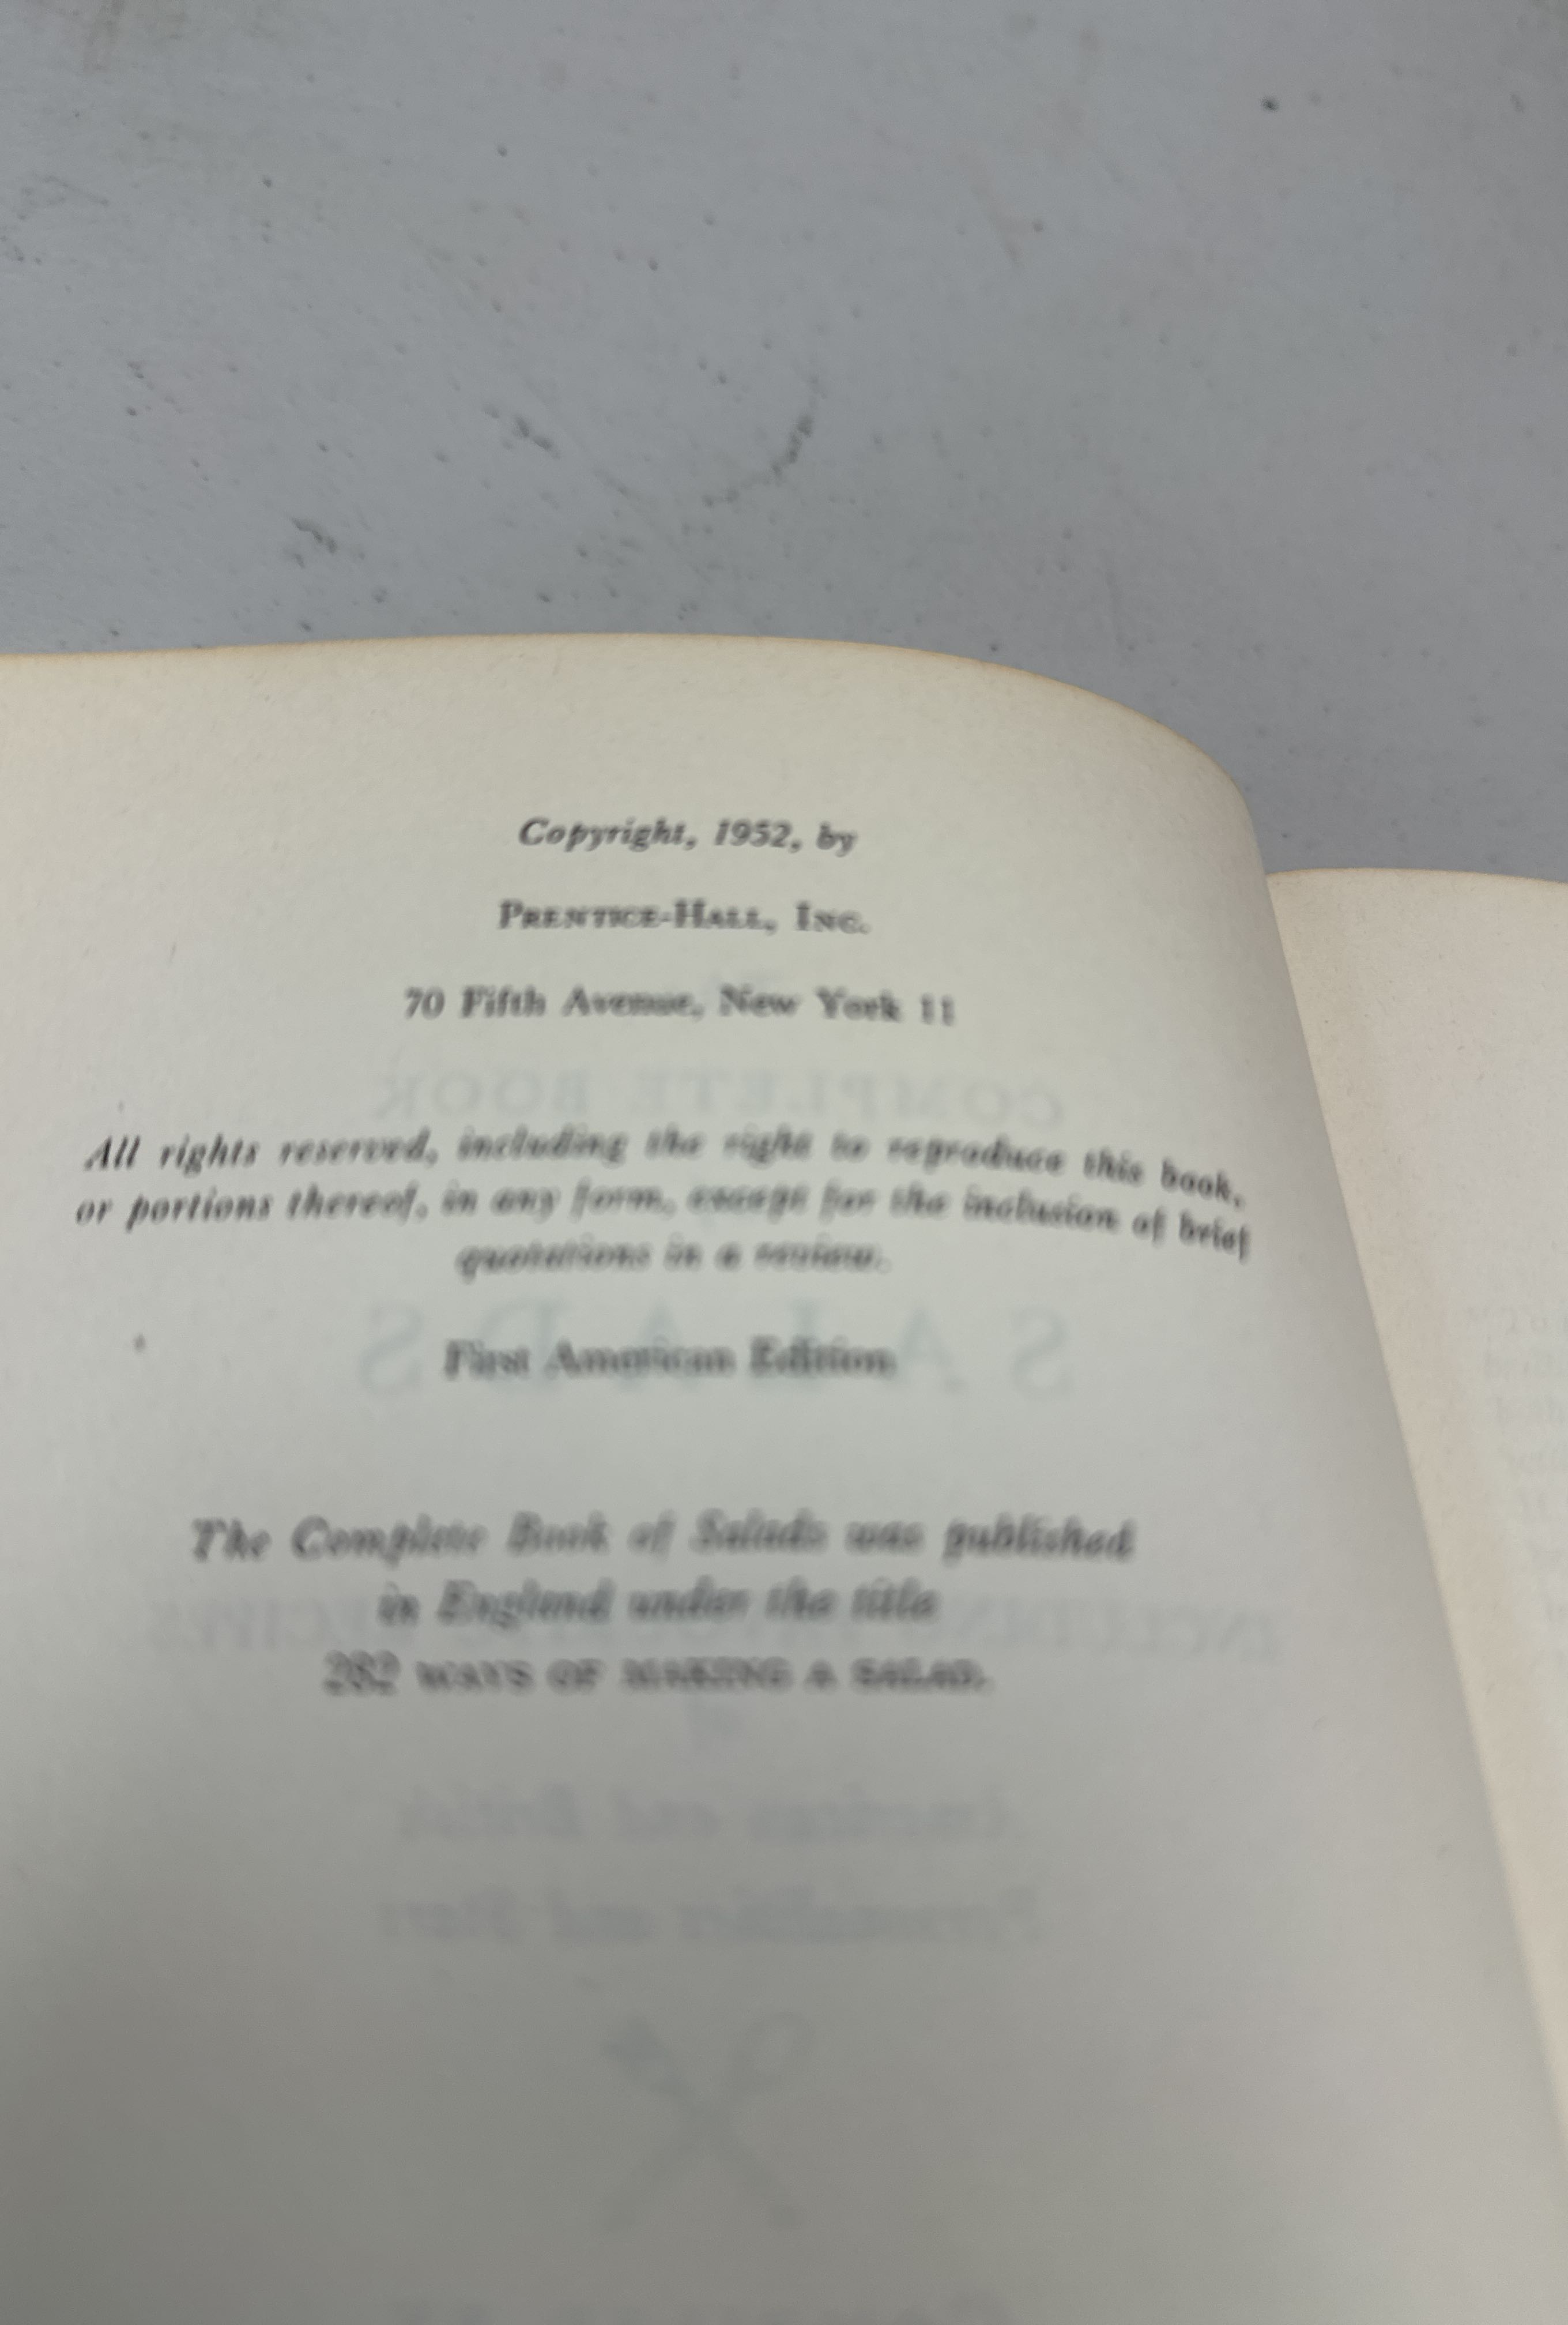 Copyright, 1952, by
PRENTICE-HALL, INC.
70 Fifth Avenue, New York 11
All rights reserved, including the right to reproduce this book,
or portions thereof, in any form, except for the inclusion of brief
quotations in a review.
First American Edition
The Complete Book of Salads was published
in England under the title
282 WAYS OF MAKING A SALAD.